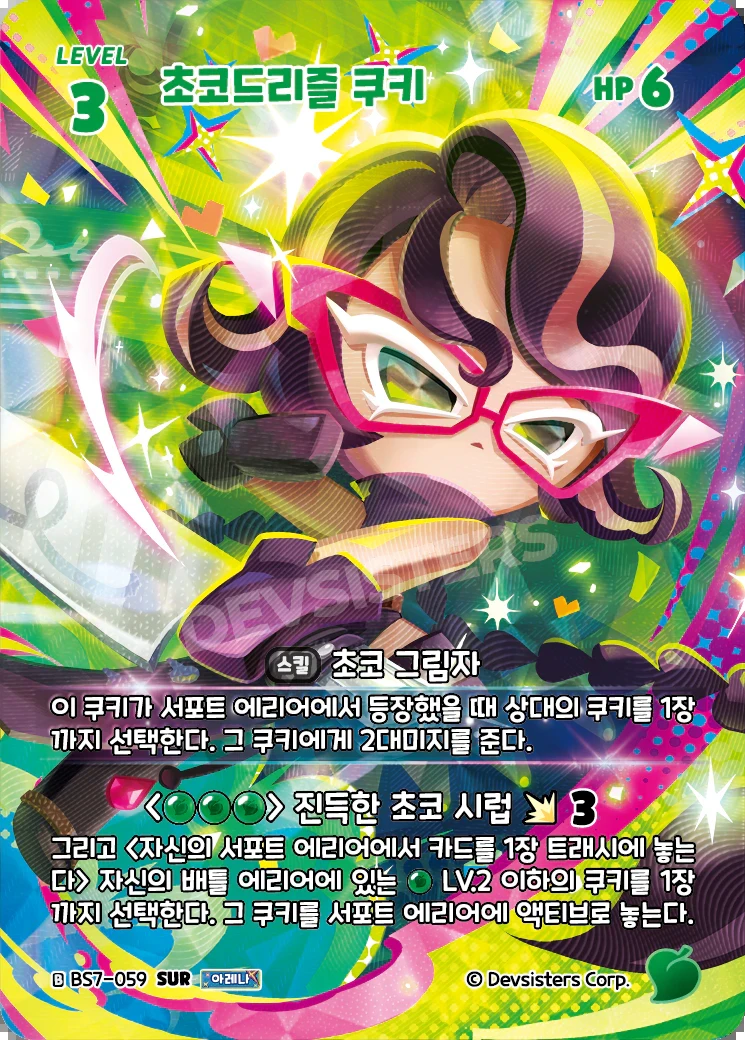 LEVEL
3
초코드리즐 쿠키
HP 6
DEVSISTERS
스킬 초코 그림자
이 쿠키가 서포트 에리어에서 등장했을 때 상대의 쿠키를 1장
까지 선택한다. 그 쿠키에게 2대미지를 준다.
< > 진득한 초코 시럽 3
그리고 <자신의 서포트 에리어에서 카드를 1장 트래시에 놓는
다> 자신의 배틀 에리어에 있는 LV.2 이하의 쿠키를 1장
까지 선택한다. 그 쿠키를 서포트 에리어에 액티브로 놓는다.
B BS7-059 SUR 아레나 © Devsisters Corp.